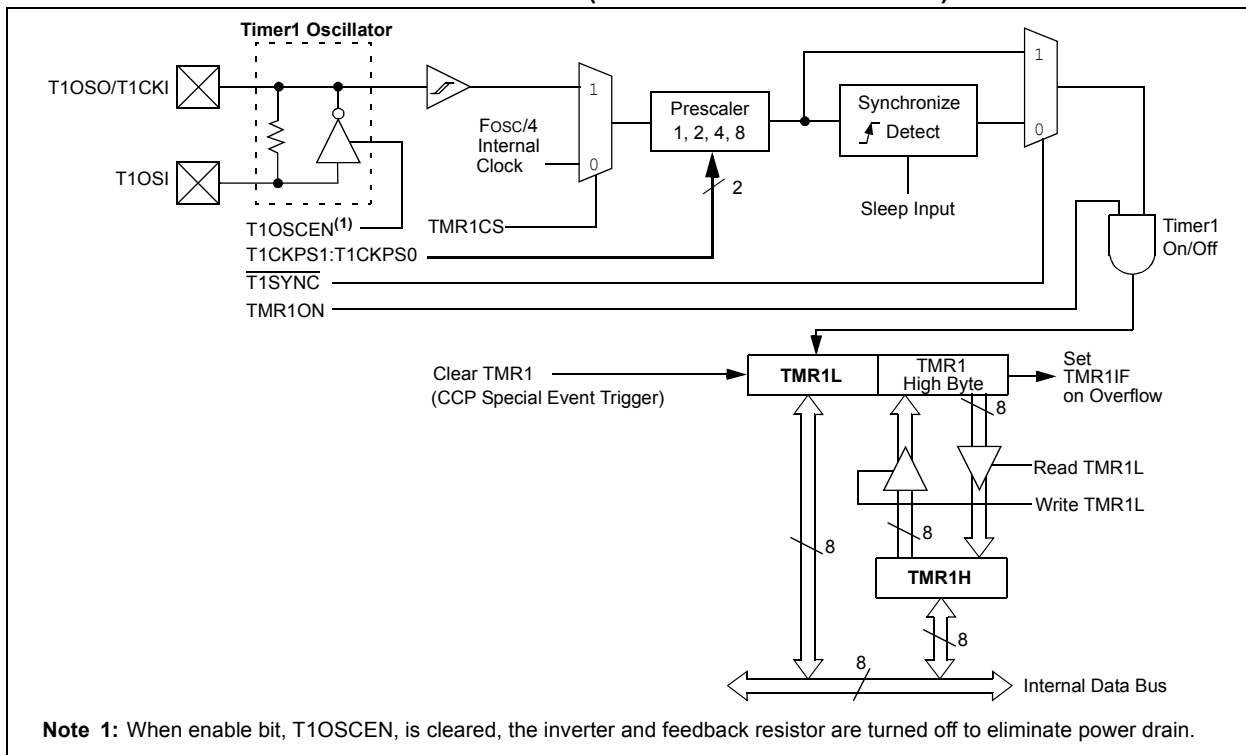 Timer1 Oscillator
T1OSO/T1CKI
T1OSI
FOSC/4
Internal
Clock
1
0
Prescaler
1, 2, 4, 8
2
Synchronize
Detect
Sleep Input
1
0
T1OSCEN(1)
TMR1CS
T1CKPS1:T1CKPS0
T1SYNC
TMR1ON
Timer1
On/Off
Clear TMR1
(CCP Special Event Trigger)
TMR1L
TMR1
High Byte
Set
TMR1IF
on Overflow
8
Read TMR1L
Write TMR1L
8
8
TMR1H
8
8
Internal Data Bus
Note 1: When enable bit, T1OSCEN, is cleared, the inverter and feedback resistor are turned off to eliminate power drain.